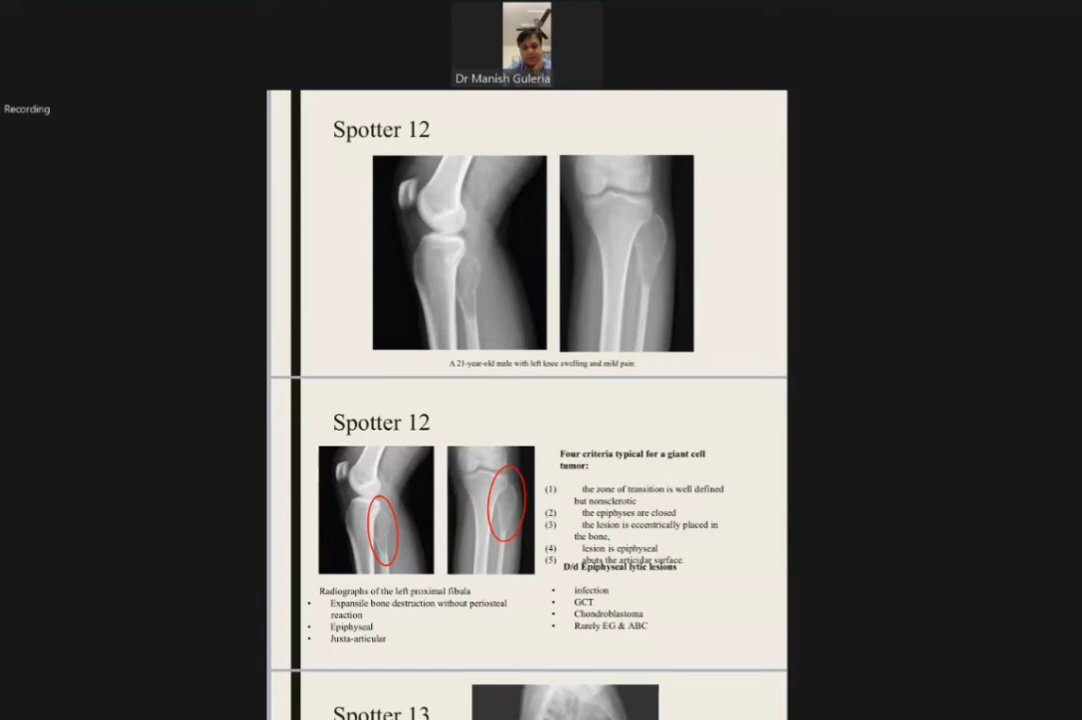 Dr Manish Guleria
Recording
Spotter 12
A 21-year-old male with left knee swelling and mild pain
Spotter 12
Four criteria typical for a giant cell
tumor:
(1) the zone of transition is well defined
but nonsclerotic
(2) the epiphyses are closed
(3) the lesion is eccentrically placed in
the bone,
(4) lesion is epiphyseal
(5) abuts the articular surface.
D/d Epiphyseal lytic lesions
• infection
• GCT
• Chondroblastoma
• Rarely EG & ABC
Radiographs of the left proximal fibula
• Expansile bone destruction without periosteal
reaction
• Epiphyseal
• Juxta-articular
Spotter 13